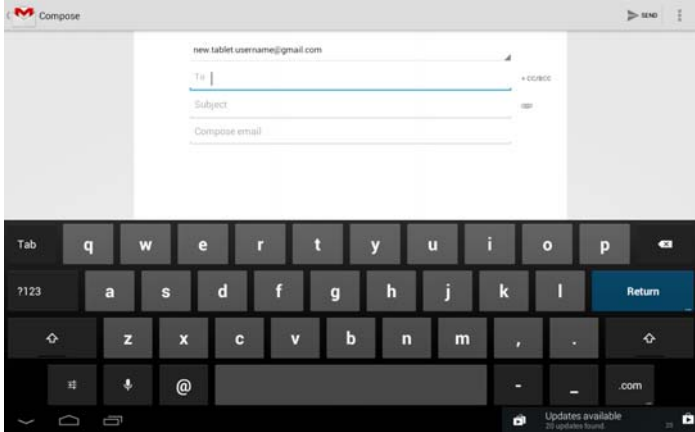 Compose
SEND
new.tablet.username@gmail.com
To
+ CC/BCC
Subject
Compose email
Tab q w e r t y u i o p
?123 a s d f g h j k l Return
z x c v b n m , .
@ - _ .com
Updates available
20 updates found.